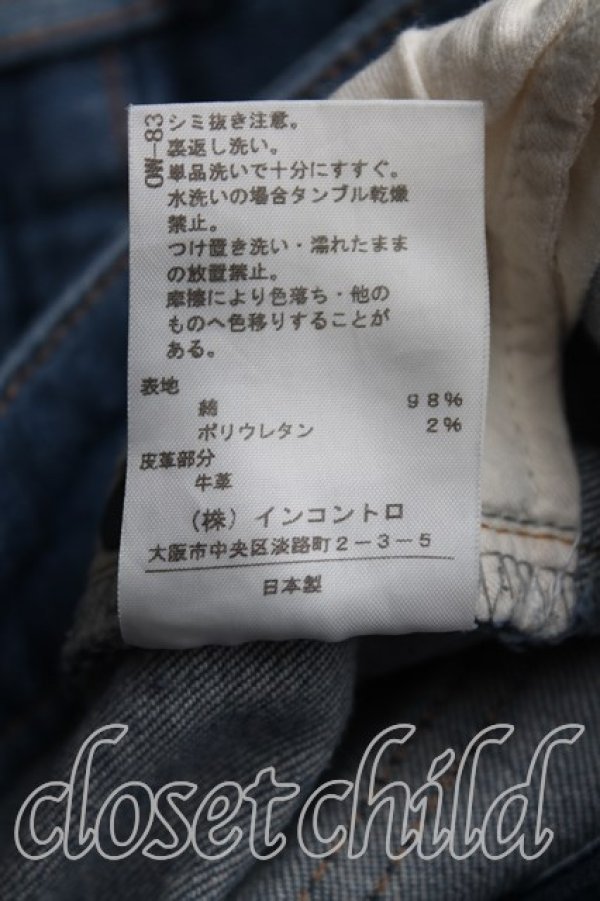 OW-83
シミ抜き注意。
裏返し洗い。
単品洗いで十分にすすぐ。
水洗いの場合タンブル乾燥
禁止。
つけ置き洗い・濡れたまま
の放置禁止。
摩擦により色落ち・他の
ものへ色移りすることが
ある。
表地
綿 98%
ポリウレタン 2%
皮革部分
牛革
(株)インコントロ
大阪市中央区淡路町2-3-5
日本製
closetchild